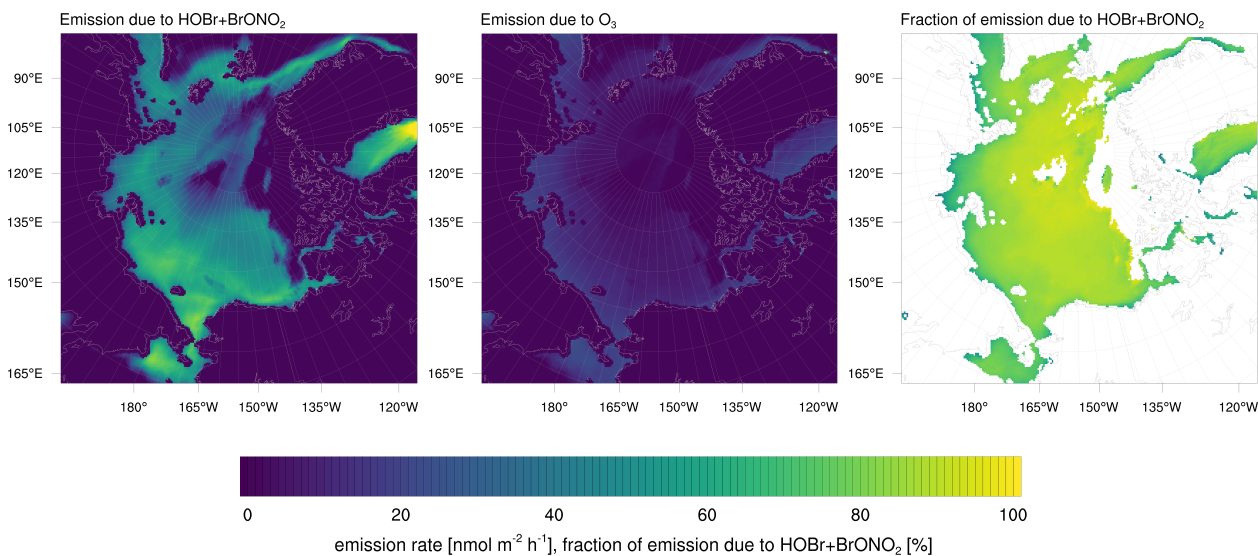 Emission due to HOBr+BrONO₂
Emission due to O₃
Fraction of emission due to HOBr+BrONO₂
90°E
105°E
120°E
135°E
150°E
165°E
180°
165°W
150°W
135°W
120°W
90°E
105°E
120°E
135°E
150°E
165°E
180°
165°W
150°W
135°W
120°W
90°E
105°E
120°E
135°E
150°E
165°E
180°
165°W
150°W
135°W
120°W
0
20
40
60
80
100
emission rate [nmol m⁻² h⁻¹], fraction of emission due to HOBr+BrONO₂ [%]